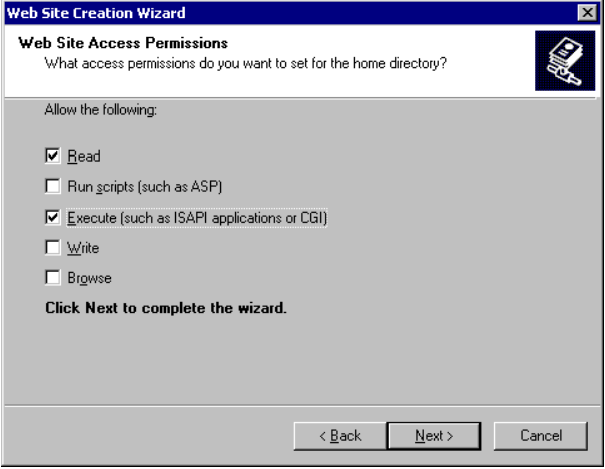 Web Site Creation Wizard
Web Site Access Permissions
What access permissions do you want to set for the home directory?
Allow the following:
Read
Run scripts (such as ASP)
Execute (such as ISAPI applications or CGI)
Write
Browse
Click Next to complete the wizard.
< Back Next > Cancel